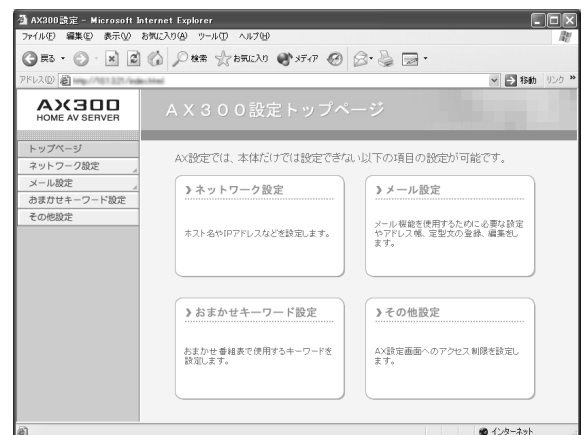 AX300設定 - Microsoft Internet Explorer
ファイル(F) 編集(E) 表示(V) お気に入り(A) ツール(T) ヘルプ(H)
戻る 検索 お気に入り メディア
アドレス(D) 移動 リンク »
AX300
HOME AV SERVER
AX300設定トップページ
トップページ
ネットワーク設定
メール設定
おまかせキーワード設定
その他設定
AX設定では、本体だけでは設定できない以下の項目の設定が可能です。
❯ネットワーク設定
ホスト名やIPアドレスなどを設定します。
❯メール設定
メール機能を使用するために必要な設定
やアドレス帳、定型文の登録、編集をし
ます。
❯おまかせキーワード設定
おまかせ番組表で使用するキーワードを
設定します。
❯その他設定
AX設定画面へのアクセス制限を設定し
ます。
インターネット